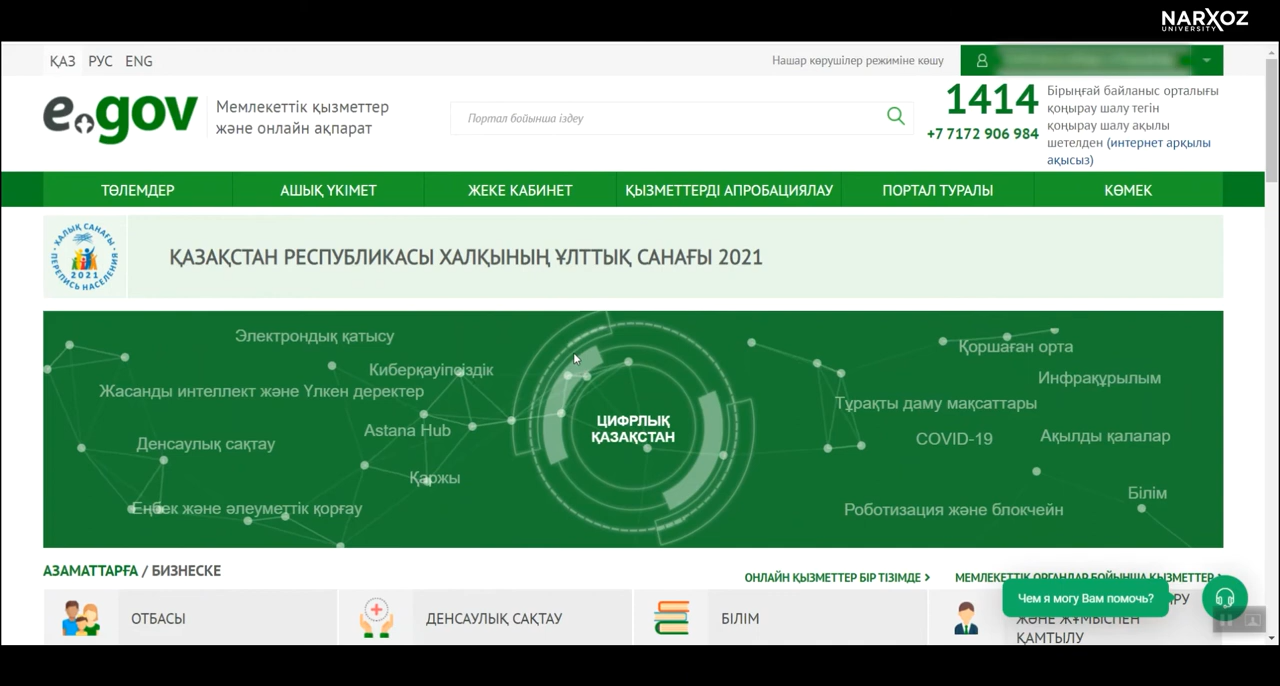 NARXOZ
UNIVERSITY
ҚАЗ РУС ENG
Нашар көрушілер режиміне көшу
e.gov
Мемлекеттік қызметтер
және онлайн ақпарат
Портал бойынша іздеу
1414
+7 7172 906 984
Бірыңғай байланыс орталығы
қоңырау шалу тегін
қоңырау шалу ақылы
шетелден (интернет арқылы
ақысыз)
ТӨЛЕМДЕР АШЫҚ ҮКІМЕТ ЖЕКЕ КАБИНЕТ ҚЫЗМЕТТЕРДІ АПРОБАЦИЯЛАУ ПОРТАЛ ТУРАЛЫ КӨМЕК
ХАЛЫҚ САНАҒЫ
2021
ПЕРЕПИСЬ НАСЕЛЕНИЯ
ҚАЗАҚСТАН РЕСПУБЛИКАСЫ ХАЛҚЫНЫҢ ҰЛТТЫҚ САНАҒЫ 2021
Электрондық қатысу
Киберқауіпсіздік
Жасанды интеллект және Үлкен деректер
Astana Hub
Денсаулық сақтау
Қаржы
Еңбек және әлеуметтік қорғау
ЦИФРЛЫҚ
ҚАЗАҚСТАН
Қоршаған орта
Инфрақұрылым
Тұрақты даму мақсаттары
COVID-19
Ақылды қалалар
Білім
Роботизация және блокчейн
АЗАМАТТАРҒА / БИЗНЕСКЕ
ОНЛАЙН ҚЫЗМЕТТЕР БІР ТІЗІМДЕ
МЕМЛЕКЕТТІК ОРГАНДАР БОЙЫНША ҚЫЗМЕТТЕР
Чем я могу Вам помочь?
ОТБАСЫ
ДЕНСАУЛЫҚ САҚТАУ
БІЛІМ
ЖӘНЕ ЖҰМЫСПЕН
ҚАМТЫЛУ